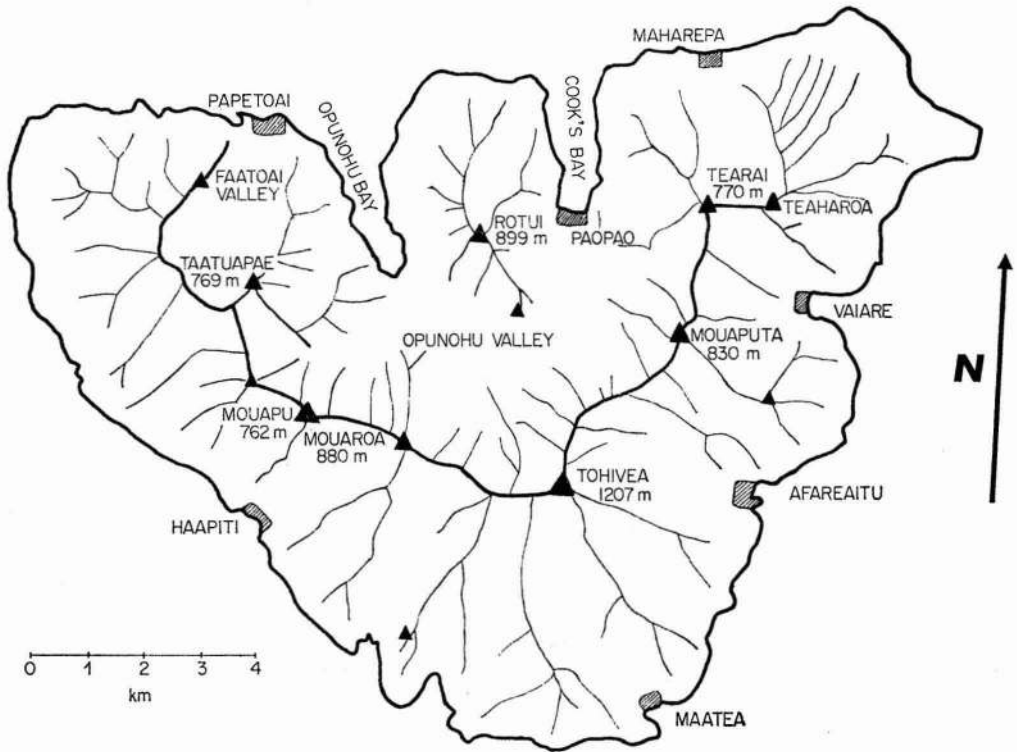 MAHAREPA
PAPETOAI
OPUNOHU BAY
COOK'S BAY
FAATOAI
VALLEY
TEARAI
770 m
TEAHAROA
ROTUI
899 m
PAOPAO
TAATUAPAE
769 m
VAIARE
OPUNOHU VALLEY
MOUAPUTA
830 m
N
MOUAPU
762 m
MOUAROA
880 m
TOHIVEA
1207 m
AFAREAITU
HAAPITI
0 1 2 3 4
km
MAATEA